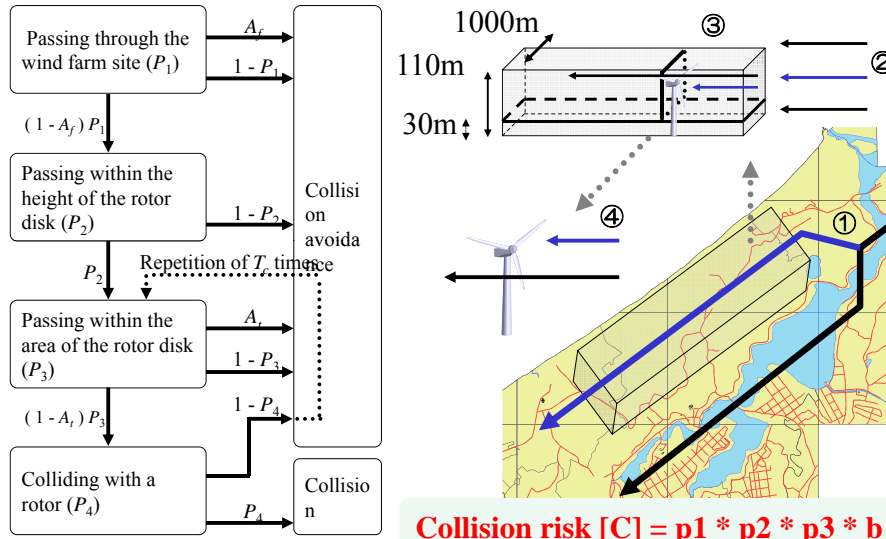 Passing through the
wind farm site (P1)
Af
1 - P1
(1 - Af) P1
Passing within the
height of the rotor
disk (P2)
1 - P2
P2
Collisi
on
avoida
nce
Repetition of Tc times
Passing within the
area of the rotor disk
(P3)
At
1 - P3
(1 - At) P3
1 - P4
Colliding with a
rotor (P4)
P4
Collisio
n
1000m
110m
30m
③
②
④
①
Collision risk [C] = p1 * p2 * p3 * b